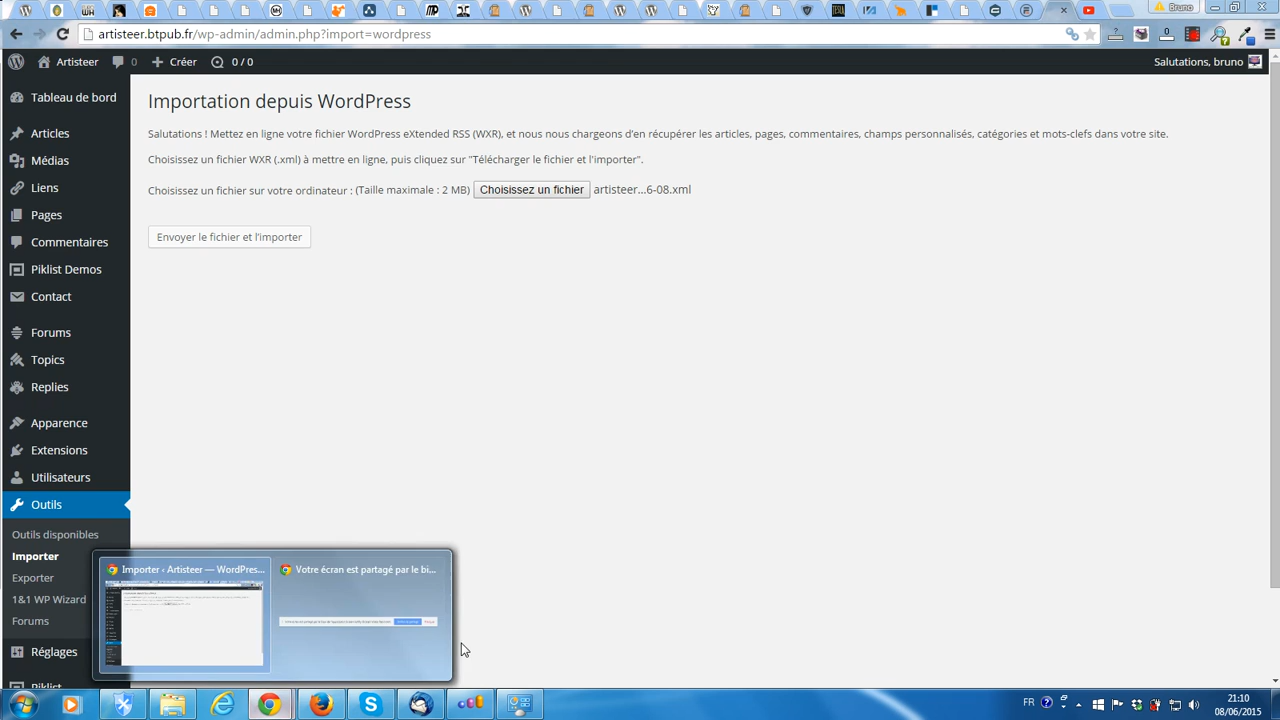 Bruno
artisteer.btpub.fr/wp-admin/admin.php?import=wordpress
Artisteer
0
Créer
0 / 0
Salutations, bruno
Tableau de bord
Articles
Médias
Liens
Pages
Commentaires
Piklist Demos
Contact
Forums
Topics
Replies
Apparence
Extensions
Utilisateurs
Outils
Outils disponibles
Importer
Exporter
1&1 WP Wizard
Forums
Réglages
Piklist
Importation depuis WordPress
Salutations ! Mettez en ligne votre fichier WordPress eXtended RSS (WXR), et nous nous chargeons d'en récupérer les articles, pages, commentaires, champs personnalisés, catégories et mots-clefs dans votre site.
Choisissez un fichier WXR (.xml) à mettre en ligne, puis cliquez sur "Télécharger le fichier et l'importer".
Choisissez un fichier sur votre ordinateur : (Taille maximale : 2 MB) Choisissez un fichier artisteer...6-08.xml
Envoyer le fichier et l'importer
Importer ‹ Artisteer — WordPres...
Votre écran est partagé par le bi...
FR
21:10
08/06/2015